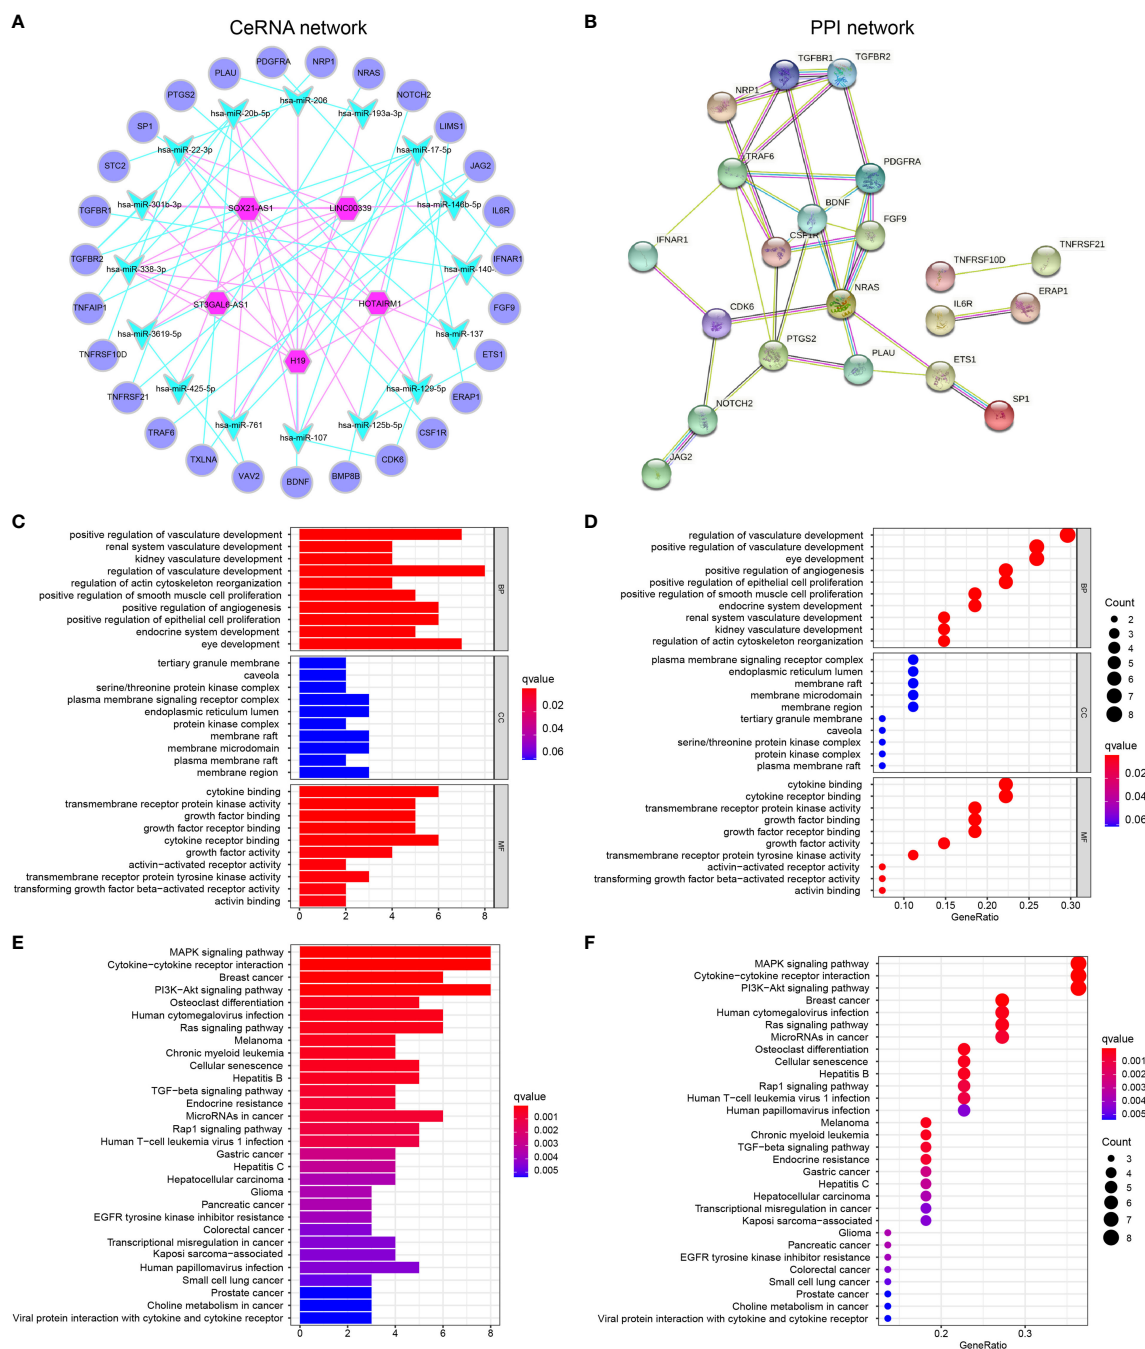 A
CeRNA network
PDGFRA
NRP1
PLAU
NRAS
PTGS2
NOTCH2
SP1
LIMS1
STC2
JAG2
TGFBR1
IL6R
TGFBR2
IFNAR1
TNFAIP1
FGF9
TNFRSF10D
ETS1
TNFRSF21
ERAP1
TRAF6
CSF1R
TXLNA
CDK6
VAV2
BDNF
BMP8B
hsa-miR-206
hsa-miR-20b-5p
hsa-miR-193a-3p
hsa-miR-22-3p
hsa-miR-17-5p
hsa-miR-301b-3p
hsa-miR-146b-5p
hsa-miR-338-3p
hsa-miR-140-
hsa-miR-3619-5p
hsa-miR-137
hsa-miR-425-5p
hsa-miR-129-5p
hsa-miR-761
hsa-miR-125b-5p
hsa-miR-107
SOX21-AS1
LINC00339
ST3GAL6-AS1
HOTAIRM1
H19
B
PPI network
TGFBR1
TGFBR2
NRP1
TRAF6
PDGFRA
BDNF
FGF9
CSF1R
IFNAR1
TNFRSF21
TNFRSF10D
CDK6
NRAS
IL6R
ERAP1
PTGS2
PLAU
ETS1
NOTCH2
SP1
JAG2
C
positive regulation of vasculature development
renal system vasculature development
kidney vasculature development
regulation of vasculature development
regulation of actin cytoskeleton reorganization
positive regulation of smooth muscle cell proliferation
positive regulation of angiogenesis
positive regulation of epithelial cell proliferation
endocrine system development
eye development
BP
tertiary granule membrane
caveola
serine/threonine protein kinase complex
plasma membrane signaling receptor complex
endoplasmic reticulum lumen
protein kinase complex
membrane raft
membrane microdomain
plasma membrane raft
membrane region
CC
cytokine binding
transmembrane receptor protein kinase activity
growth factor binding
growth factor receptor binding
cytokine receptor binding
growth factor activity
activin-activated receptor activity
transmembrane receptor protein tyrosine kinase activity
transforming growth factor beta-activated receptor activity
activin binding
MF
0 2 4 6 8
qvalue
0.02
0.04
0.06
D
regulation of vasculature development
positive regulation of vasculature development
eye development
positive regulation of angiogenesis
positive regulation of epithelial cell proliferation
positive regulation of smooth muscle cell proliferation
endocrine system development
renal system vasculature development
kidney vasculature development
regulation of actin cytoskeleton reorganization
BP
plasma membrane signaling receptor complex
endoplasmic reticulum lumen
membrane raft
membrane microdomain
membrane region
tertiary granule membrane
caveola
serine/threonine protein kinase complex
protein kinase complex
plasma membrane raft
CC
cytokine binding
cytokine receptor binding
transmembrane receptor protein kinase activity
growth factor binding
growth factor receptor binding
growth factor activity
transmembrane receptor protein tyrosine kinase activity
activin-activated receptor activity
transforming growth factor beta-activated receptor activity
activin binding
MF
0.10 0.15 0.20 0.25 0.30
GeneRatio
Count
2
3
4
5
6
7
8
qvalue
0.02
0.04
0.06
E
MAPK signaling pathway
Cytokine-cytokine receptor interaction
Breast cancer
PI3K-Akt signaling pathway
Osteoclast differentiation
Human cytomegalovirus infection
Ras signaling pathway
Melanoma
Chronic myeloid leukemia
Cellular senescence
Hepatitis B
TGF-beta signaling pathway
Endocrine resistance
MicroRNAs in cancer
Rap1 signaling pathway
Human T-cell leukemia virus 1 infection
Gastric cancer
Hepatitis C
Hepatocellular carcinoma
Glioma
Pancreatic cancer
EGFR tyrosine kinase inhibitor resistance
Colorectal cancer
Transcriptional misregulation in cancer
Kaposi sarcoma-associated
Human papillomavirus infection
Small cell lung cancer
Prostate cancer
Choline metabolism in cancer
Viral protein interaction with cytokine and cytokine receptor
0 2 4 6 8
qvalue
0.001
0.002
0.003
0.004
0.005
F
MAPK signaling pathway
Cytokine-cytokine receptor interaction
PI3K-Akt signaling pathway
Breast cancer
Human cytomegalovirus infection
Ras signaling pathway
MicroRNAs in cancer
Osteoclast differentiation
Cellular senescence
Hepatitis B
Rap1 signaling pathway
Human T-cell leukemia virus 1 infection
Human papillomavirus infection
Melanoma
Chronic myeloid leukemia
TGF-beta signaling pathway
Endocrine resistance
Gastric cancer
Hepatitis C
Hepatocellular carcinoma
Transcriptional misregulation in cancer
Kaposi sarcoma-associated
Glioma
Pancreatic cancer
EGFR tyrosine kinase inhibitor resistance
Colorectal cancer
Small cell lung cancer
Prostate cancer
Choline metabolism in cancer
Viral protein interaction with cytokine and cytokine receptor
0.2 0.3
GeneRatio
qvalue
0.001
0.002
0.003
0.004
0.005
Count
3
4
5
6
7
8